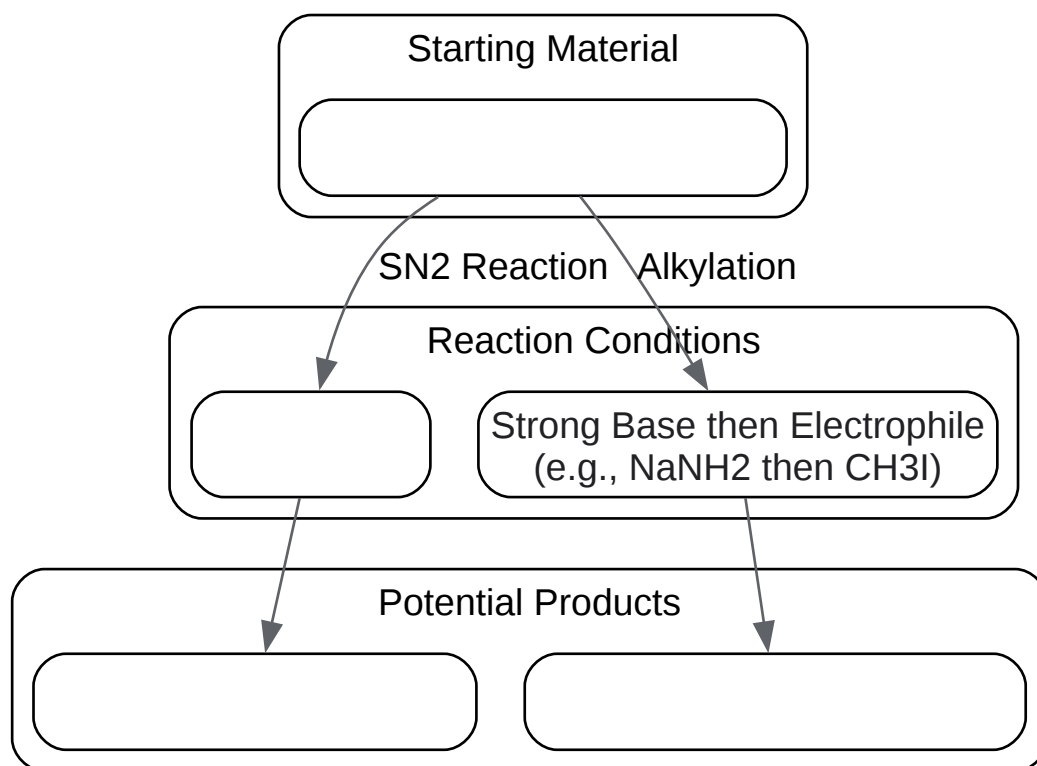 Starting Material
SN2 Reaction
Alkylation
Reaction Conditions
Strong Base then Electrophile
(e.g., NaNH2 then CH3I)
Potential Products